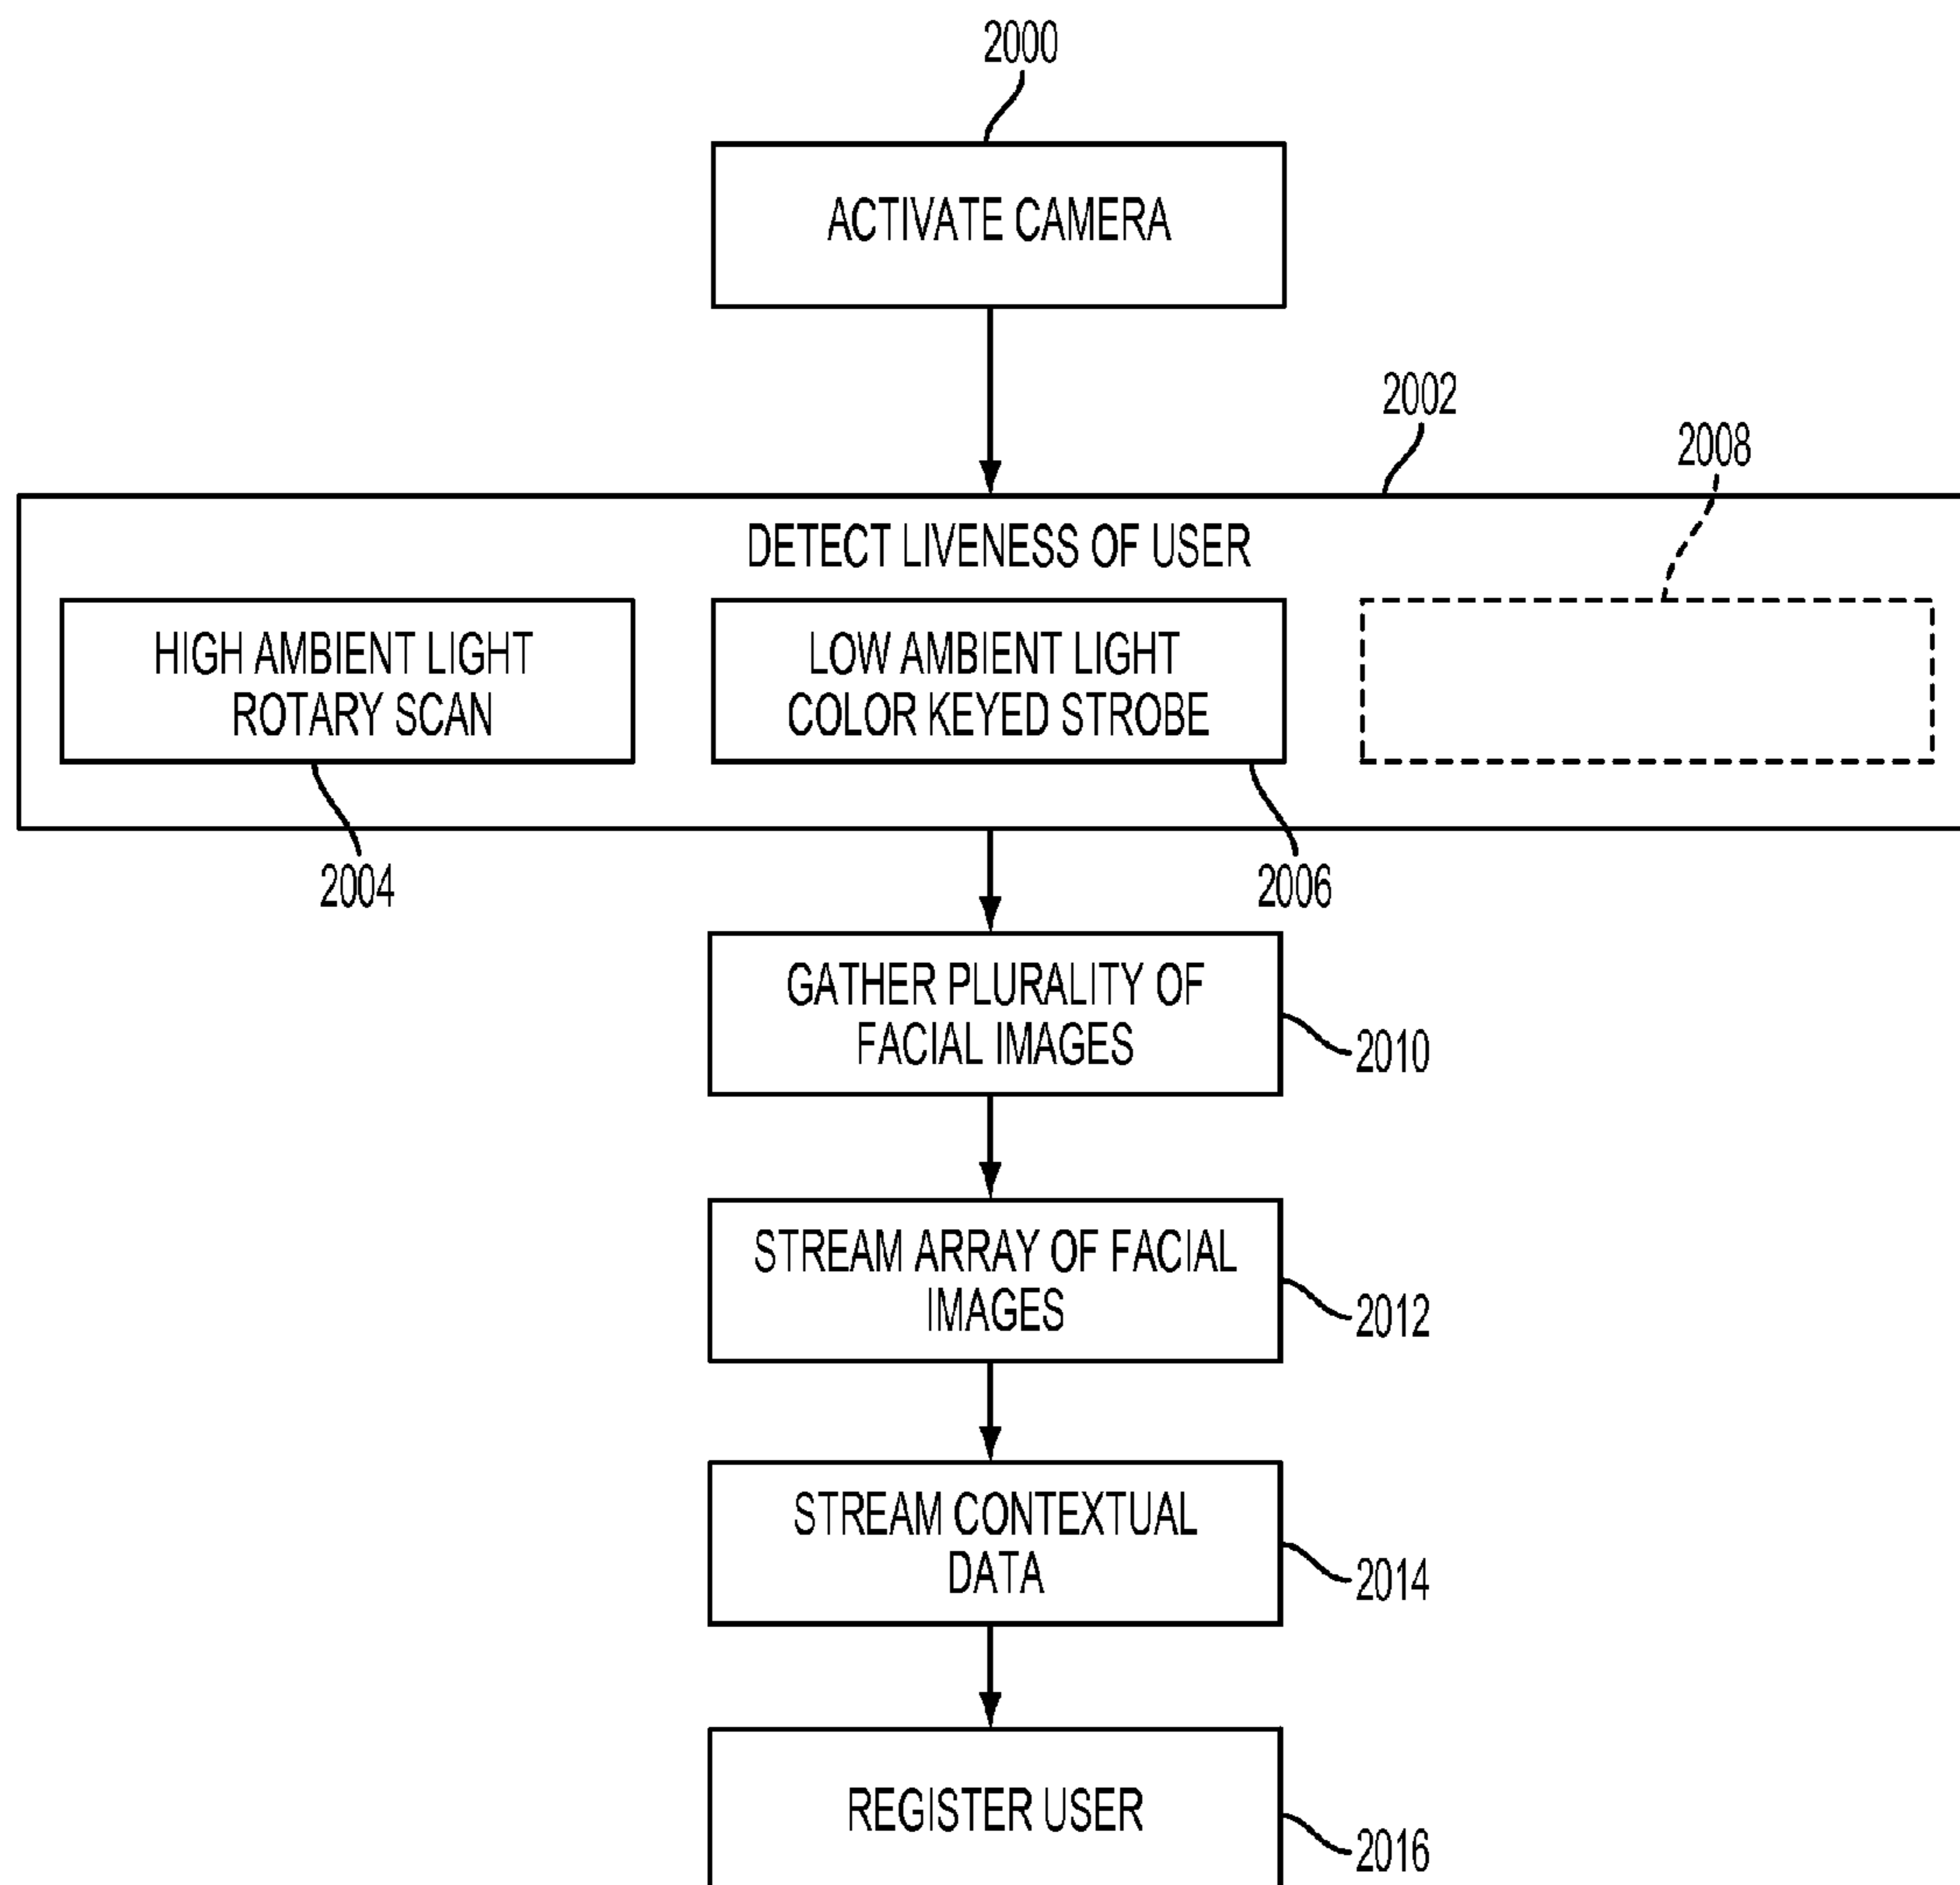 2000
ACTIVATE CAMERA
2002
2008
DETECT LIVENESS OF USER
HIGH AMBIENT LIGHT
ROTARY SCAN
LOW AMBIENT LIGHT
COLOR KEYED STROBE
2004
2006
GATHER PLURALITY OF
FACIAL IMAGES
2010
STREAM ARRAY OF FACIAL
IMAGES
2012
STREAM CONTEXTUAL
DATA
2014
REGISTER USER
2016